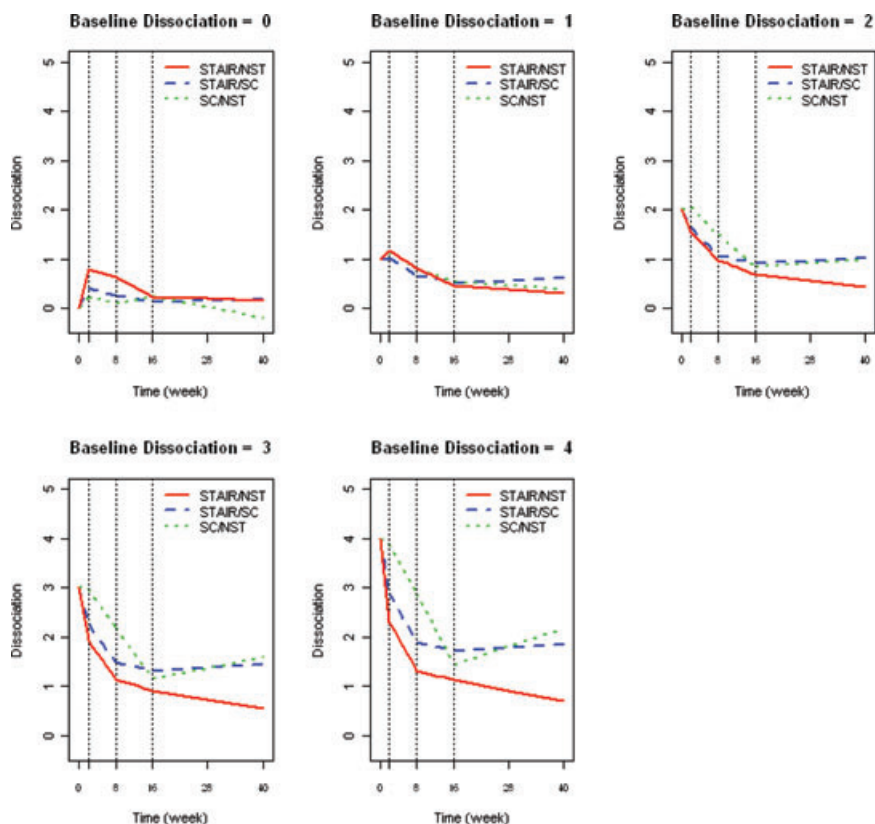 Baseline Dissociation = 0
5
4
3
2
1
0
Dissociation
STAIR/NST
STAIR/SC
SC/NST
0 8 16 28 40
Time (week)
Baseline Dissociation = 1
5
4
3
2
1
0
Dissociation
STAIR/NST
STAIR/SC
SC/NST
0 8 16 28 40
Time (week)
Baseline Dissociation = 2
5
4
3
2
1
0
Dissociation
STAIR/NST
STAIR/SC
SC/NST
0 8 16 28 40
Time (week)
Baseline Dissociation = 3
5
4
3
2
1
0
Dissociation
STAIR/NST
STAIR/SC
SC/NST
0 8 16 28 40
Time (week)
Baseline Dissociation = 4
5
4
3
2
1
0
Dissociation
STAIR/NST
STAIR/SC
SC/NST
0 8 16 28 40
Time (week)